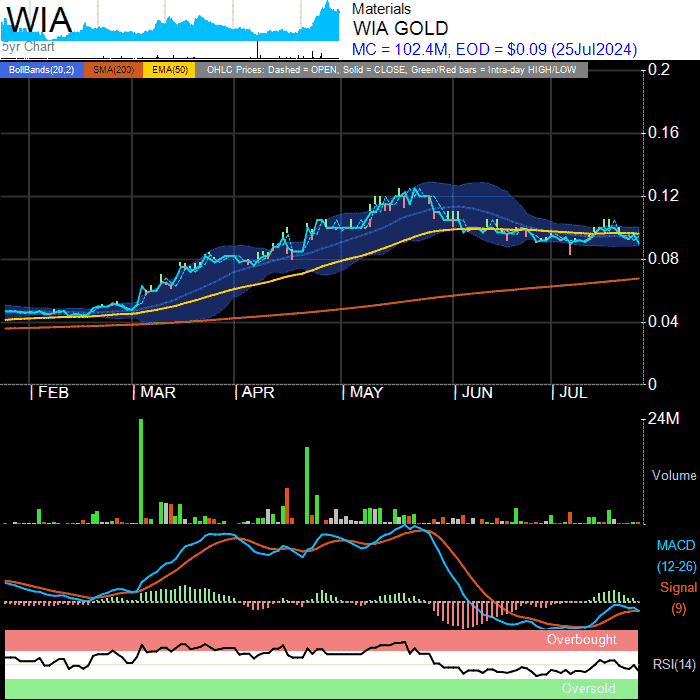 WIA
5yr Chart
Materials
WIA GOLD
MC = 102.4M, EOD = $0.09 (25Jul2024)
BollBands(20,2) SMA(200) EMA(50) OHLC Prices: Dashed = OPEN, Solid = CLOSE, Green/Red bars = Intra-day HIGH/LOW
0.2
0.16
0.12
0.08
0.04
0
FEB MAR APR MAY JUN JUL
24M
Volume
MACD
(12-26)
Signal
(9)
Overbought
RSI(14)
Oversold